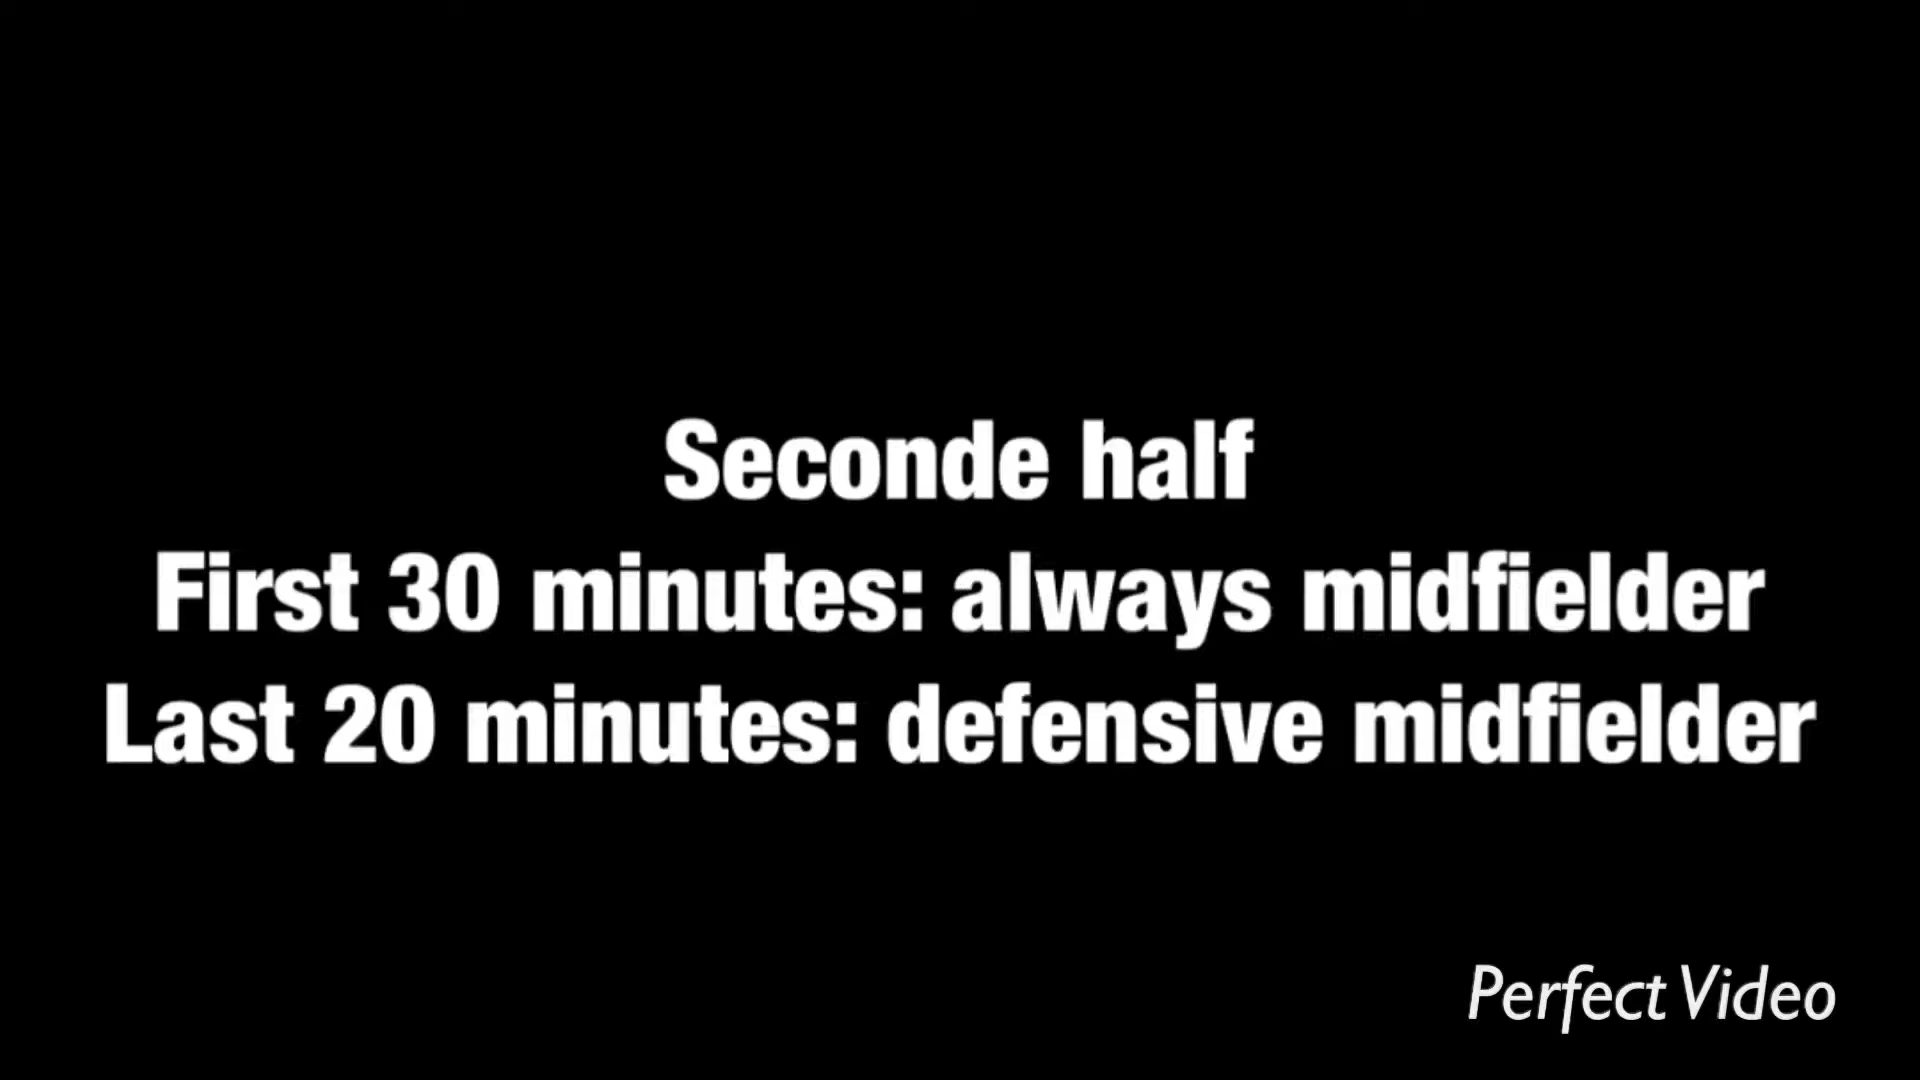 Seconde half
First 30 minutes: always midfielder
Last 20 minutes: defensive midfielder
Perfect Video